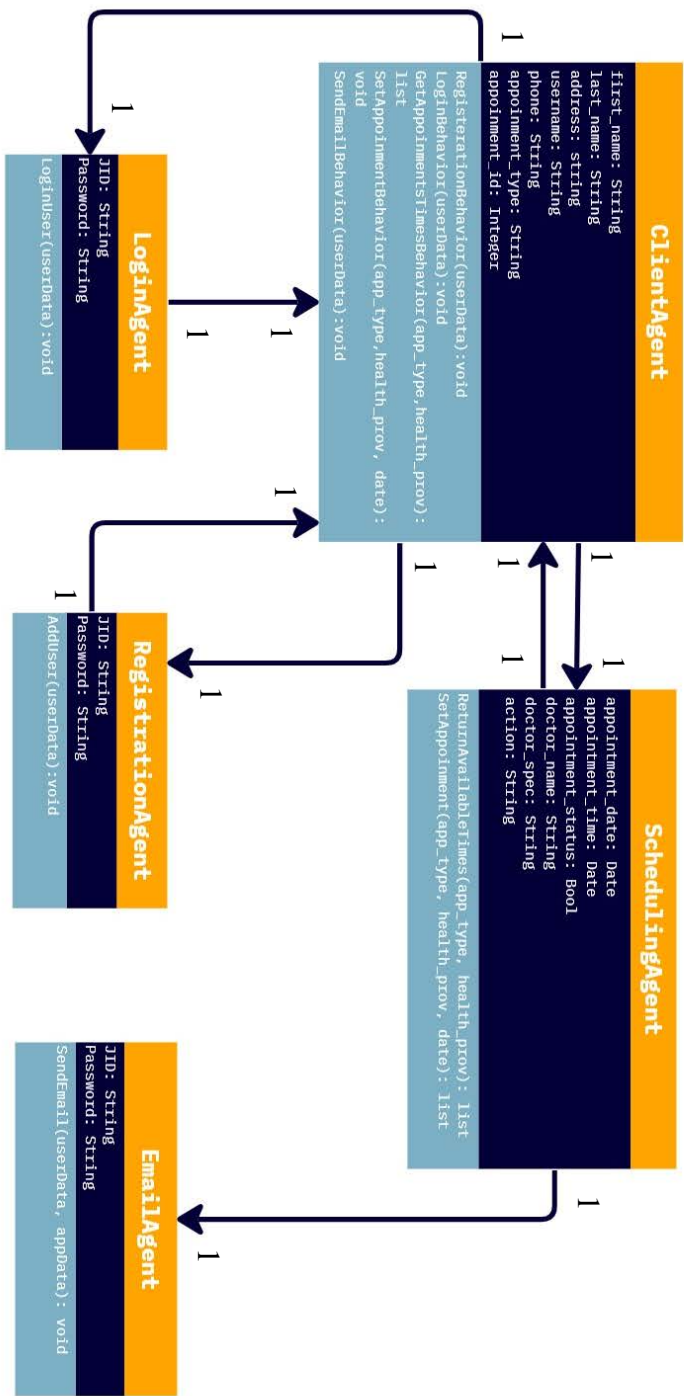 ClientAgent
first_name: String
last_name: String
address: string
username: String
phone: String
appoinment_type: String
appoinment_id: Integer
RegisterationBehavior(userData):void
LoginBehavior(userData):void
GetAppoinmentsTimesBehavior(app_type,health_prov):
list
SetAppoinmentBehavior(app_type,health_prov, date):
void
SendEmailBehavior(userData):void
1
1
1
1
SchedulingAgent
appointment_date: Date
appointment_time: Date
appointment_status: Bool
doctor_name: String
doctor_spec: String
action: String
ReturnAvailableTimes(app_type, health_prov): list
SetAppoinment(app_type, health_prov, date): list
1
1
1
1
1
1
1
1
1
1
LoginAgent
JID: String
Password: String
LoginUser(userData):void
RegistrationAgent
JID: String
Password: String
AddUser(userData):void
EmailAgent
JID: String
Password: String
SendEmail(userData, appData): void